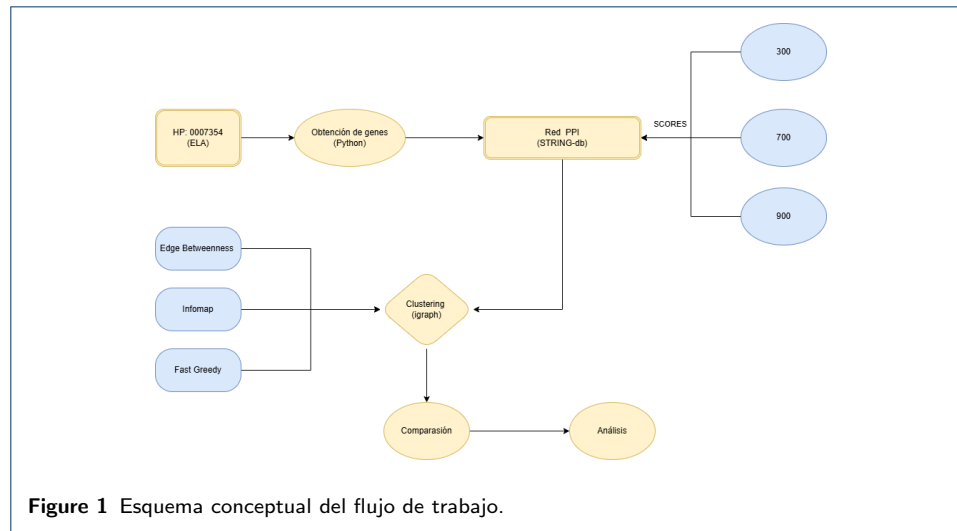 300
HP: 0007354
(ELA)
Obtención de genes
(Python)
Red PPI
(STRING-db)
SCORES
700
900
Edge Betweenness
Infomap
Clustering
(igraph)
Fast Greedy
Comparasión
Análisis
Figure 1 Esquema conceptual del flujo de trabajo.